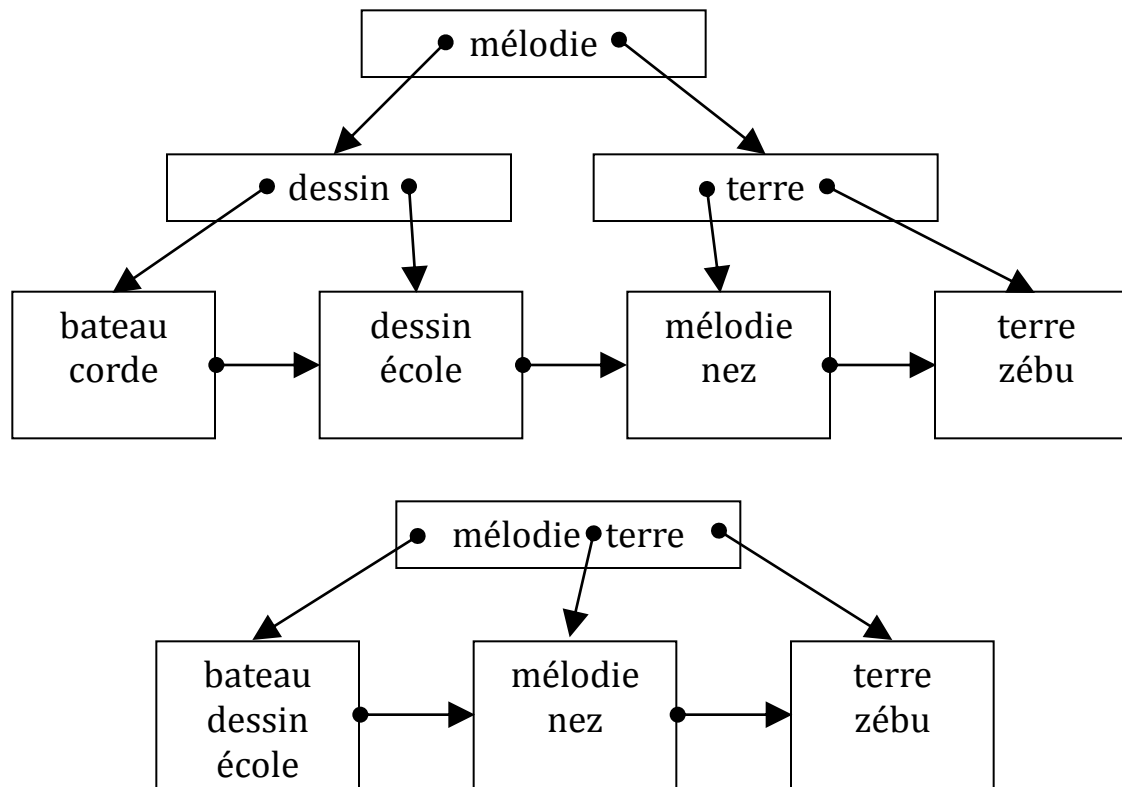 mélodie
dessin
terre
bateau
corde
dessin
école
mélodie
nez
terre
zébu
mélodie terre
bateau
dessin
école
mélodie
nez
terre
zébu